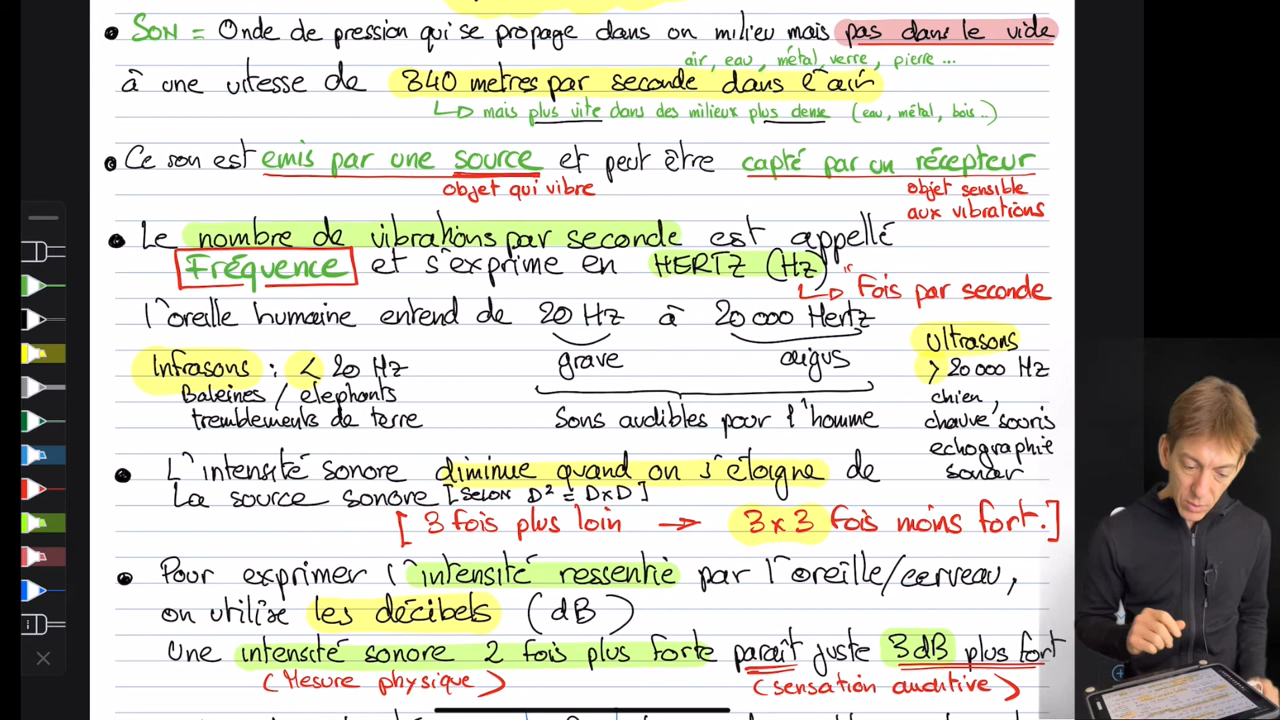 • SON = Onde de pression qui se propage dans on milieu mais pas dans le vide
air, eau, métal, verre, pierre ...
à une vitesse de 340 metres par seconde dans l'air
↳ mais plus vite dans des milieux plus dense (eau, métal, bois..)
• Ce son est emis par une source et peut être capté par un récepteur
objet qui vibre
objet sensible
aux vibrations
• Le nombre de vibrations par seconde est appellé
Fréquence et s'exprime en HERTZ (Hz)
↳ Fois par seconde
l'oreille humaine entend de 20 Hz à 20 000 Hertz
grave aigus
Infrasons : < 20 Hz
Baleines / elephants
tremblements de terre
Sons audibles pour l'homme
Ultrasons
> 20 000 Hz
chien,
chauve souris
echographie
sonar
• L'intensité sonore diminue quand on s'éloigne de
La source sonore [SELON D² = D×D]
[3 fois plus loin → 3 x 3 fois moins fort.]
• Pour exprimer l'intensité ressentie par l'oreille/cerveau,
on utilise les décibels (dB)
Une intensité sonore 2 fois plus forte paraît juste 3 dB plus fort
(Mesure physique) (sensation auditive)